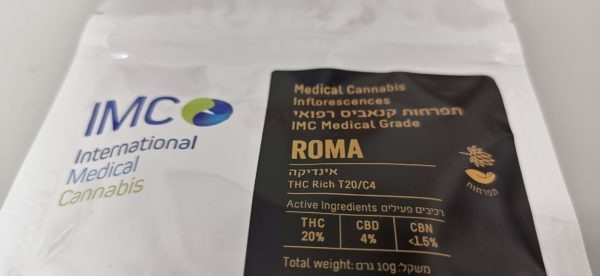 IMC
International
Medical
Cannabis
Medical Cannabis
Inflorescences
תפרחות קנאביס רפואי
IMC Medical Grade
ROMA
אינדיקה
THC Rich T20/C4
תפרחות
Active Ingredients רכיבים פעילים
THC 20%
CBD 4%
CBN <1.5%
Total weight: 10g משקל: גרם